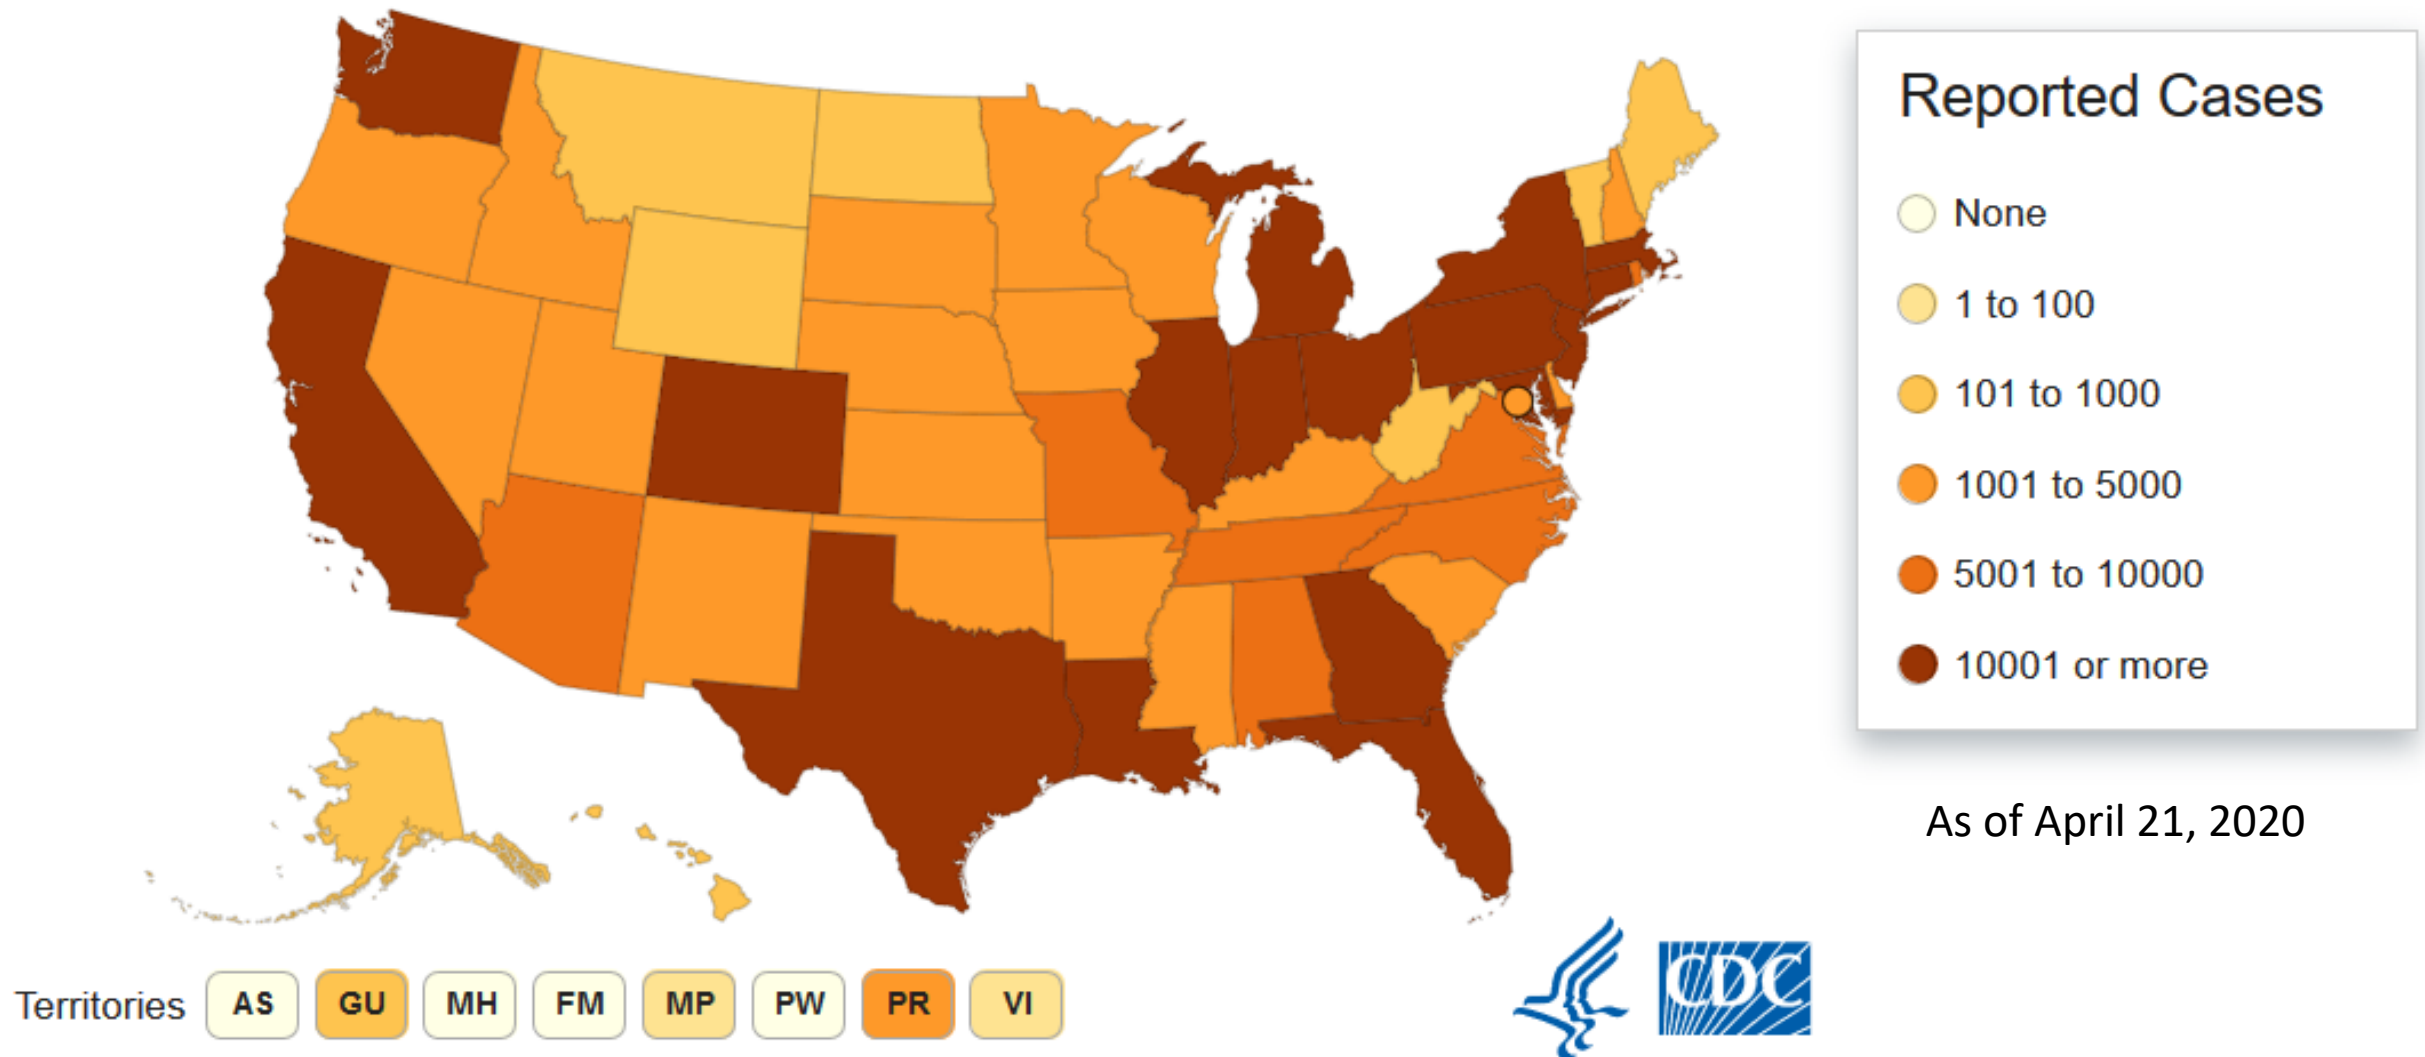 Reported Cases
None
1 to 100
101 to 1000
1001 to 5000
5001 to 10000
10001 or more
As of April 21, 2020
Territories AS GU MH FM MP PW PR VI
CDC